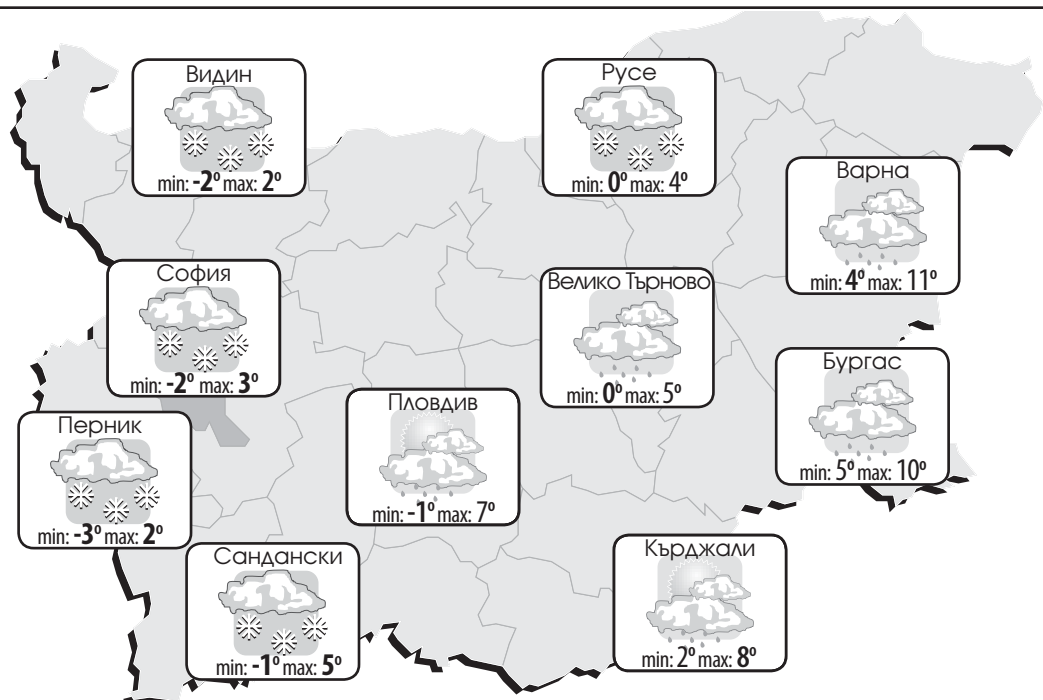 Видин
min: -2° max: 2°
Русе
min: 0° max: 4°
Варна
min: 4° max: 11°
София
min: -2° max: 3°
Велико Търново
min: 0° max: 5°
Бургас
min: 5° max: 10°
Пловдив
min: -1° max: 7°
Перник
min: -3° max: 2°
Сандански
min: -1° max: 5°
Кърджали
min: 2° max: 8°